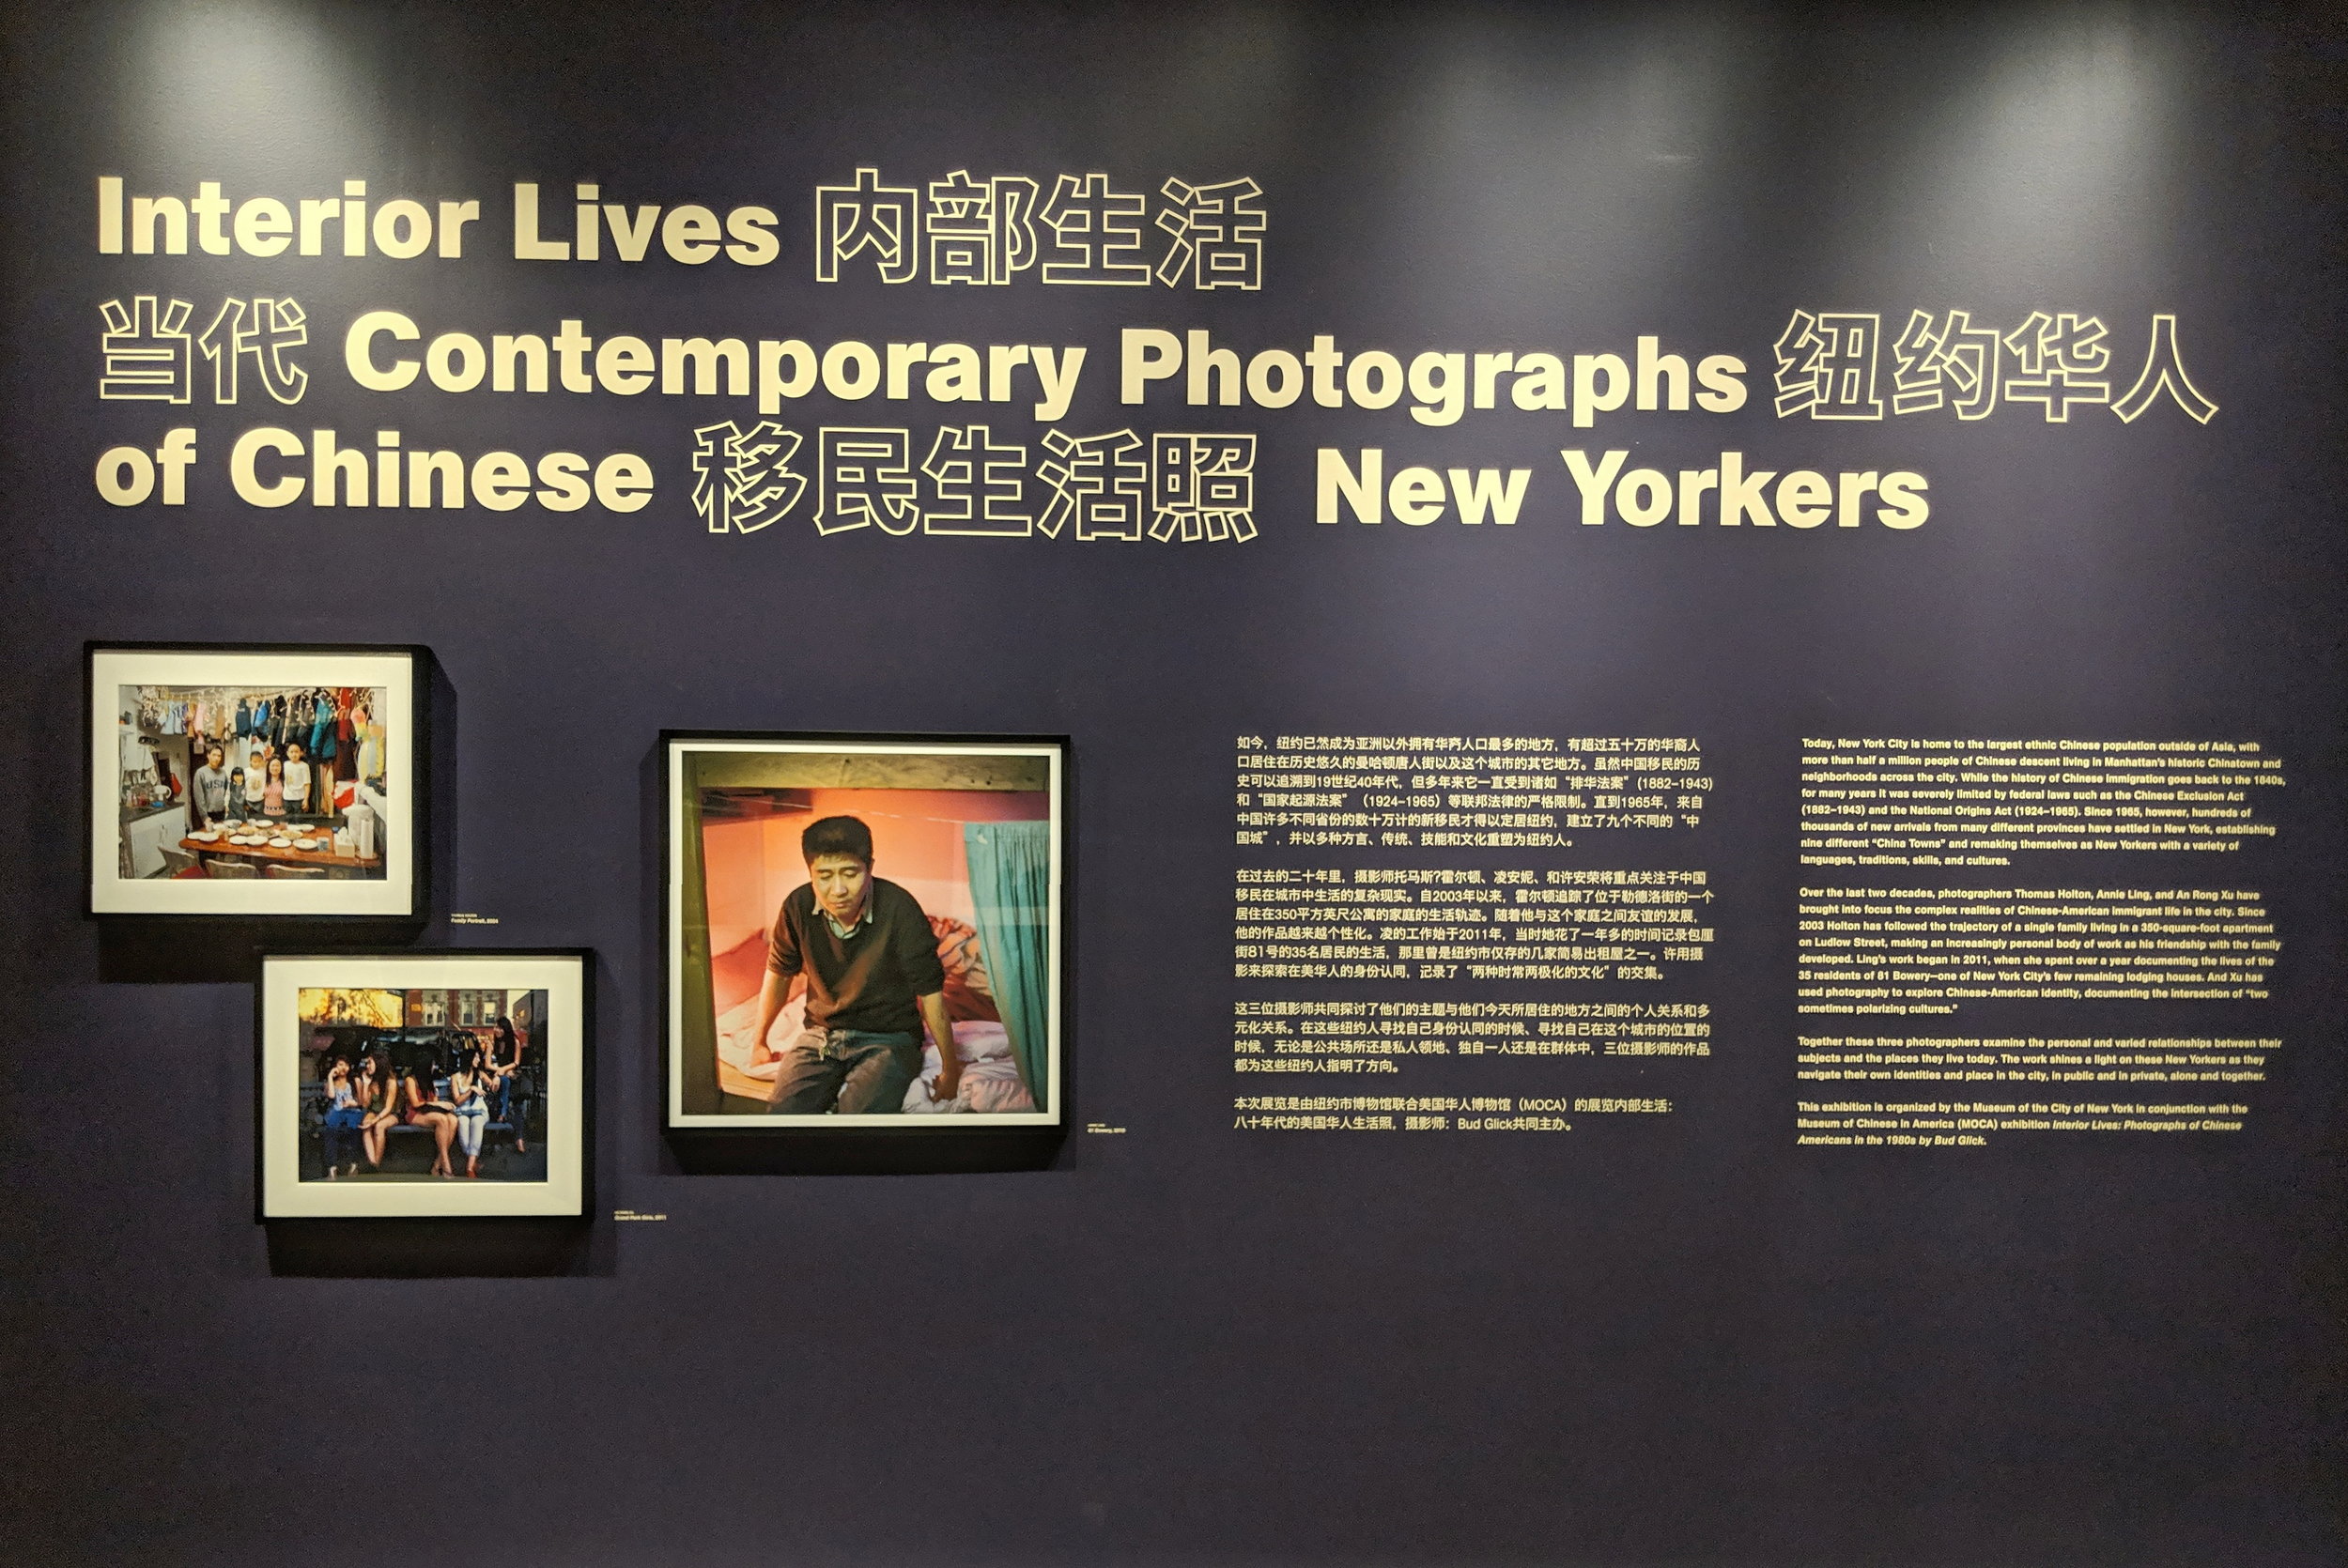 Interior Lives 内部生活
当代 Contemporary Photographs 纽约华人
of Chinese 移民生活照 New Yorkers
Family Portrait, 2004
Grand Park Girls, 2011
81 Bowery, 2010
如今，纽约已然成为亚洲以外拥有华裔人口最多的地方，有超过五十万的华裔人
口居住在历史悠久的曼哈顿唐人街以及这个城市的其它地方。虽然中国移民的历
史可以追溯到19世纪40年代，但多年来它一直受到诸如“排华法案”(1882–1943)
和“国家起源法案”（1924–1965）等联邦法律的严格限制。直到1965年，来自
中国许多不同省份的数十万计的新移民才得以定居纽约，建立了九个不同的“中
国城”，并以多种方言、传统、技能和文化重塑为纽约人。
在过去的二十年里，摄影师托马斯?霍尔顿、凌安妮、和许安荣将重点关注于中国
移民在城市中生活的复杂现实。自2003年以来，霍尔顿追踪了位于勒德洛街的一个
居住在350平方英尺公寓的家庭的生活轨迹。随着他与这个家庭之间友谊的发展，
他的作品越来越个性化。凌的工作始于2011年，当时她花了一年多的时间记录包厘
街81号的35名居民的生活，那里曾是纽约市仅存的几家简易出租屋之一。许用摄
影来探索在美华人的身份认同，记录了“两种时常两极化的文化”的交集。
这三位摄影师共同探讨了他们的主题与他们今天所居住的地方之间的个人关系和多
元化关系。在这些纽约人寻找自己身份认同的时候、寻找自己在这个城市的位置的
时候，无论是公共场所还是私人领地、独自一人还是在群体中，三位摄影师的作品
都为这些纽约人指明了方向。
本次展览是由纽约市博物馆联合美国华人博物馆（MOCA）的展览内部生活：
八十年代的美国华人生活照，摄影师：Bud Glick共同主办。
Today, New York City is home to the largest ethnic Chinese population outside of Asia, with
more than half a million people of Chinese descent living in Manhattan's historic Chinatown and
neighborhoods across the city. While the history of Chinese immigration goes back to the 1840s,
for many years it was severely limited by federal laws such as the Chinese Exclusion Act
(1882–1943) and the National Origins Act (1924–1965). Since 1965, however, hundreds of
thousands of new arrivals from many different provinces have settled in New York, establishing
nine different “China Towns” and remaking themselves as New Yorkers with a variety of
languages, traditions, skills, and cultures.
Over the last two decades, photographers Thomas Holton, Annie Ling, and An Rong Xu have
brought into focus the complex realities of Chinese-American immigrant life in the city. Since
2003 Holton has followed the trajectory of a single family living in a 350-square-foot apartment
on Ludlow Street, making an increasingly personal body of work as his friendship with the family
developed. Ling's work began in 2011, when she spent over a year documenting the lives of the
35 residents of 81 Bowery—one of New York City's few remaining lodging houses. And Xu has
used photography to explore Chinese-American identity, documenting the intersection of “two
sometimes polarizing cultures.”
Together these three photographers examine the personal and varied relationships between their
subjects and the places they live today. The work shines a light on these New Yorkers as they
navigate their own identities and place in the city, in public and in private, alone and together.
This exhibition is organized by the Museum of the City of New York in conjunction with the
Museum of Chinese in America (MOCA) exhibition Interior Lives: Photographs of Chinese
Americans in the 1980s by Bud Glick.